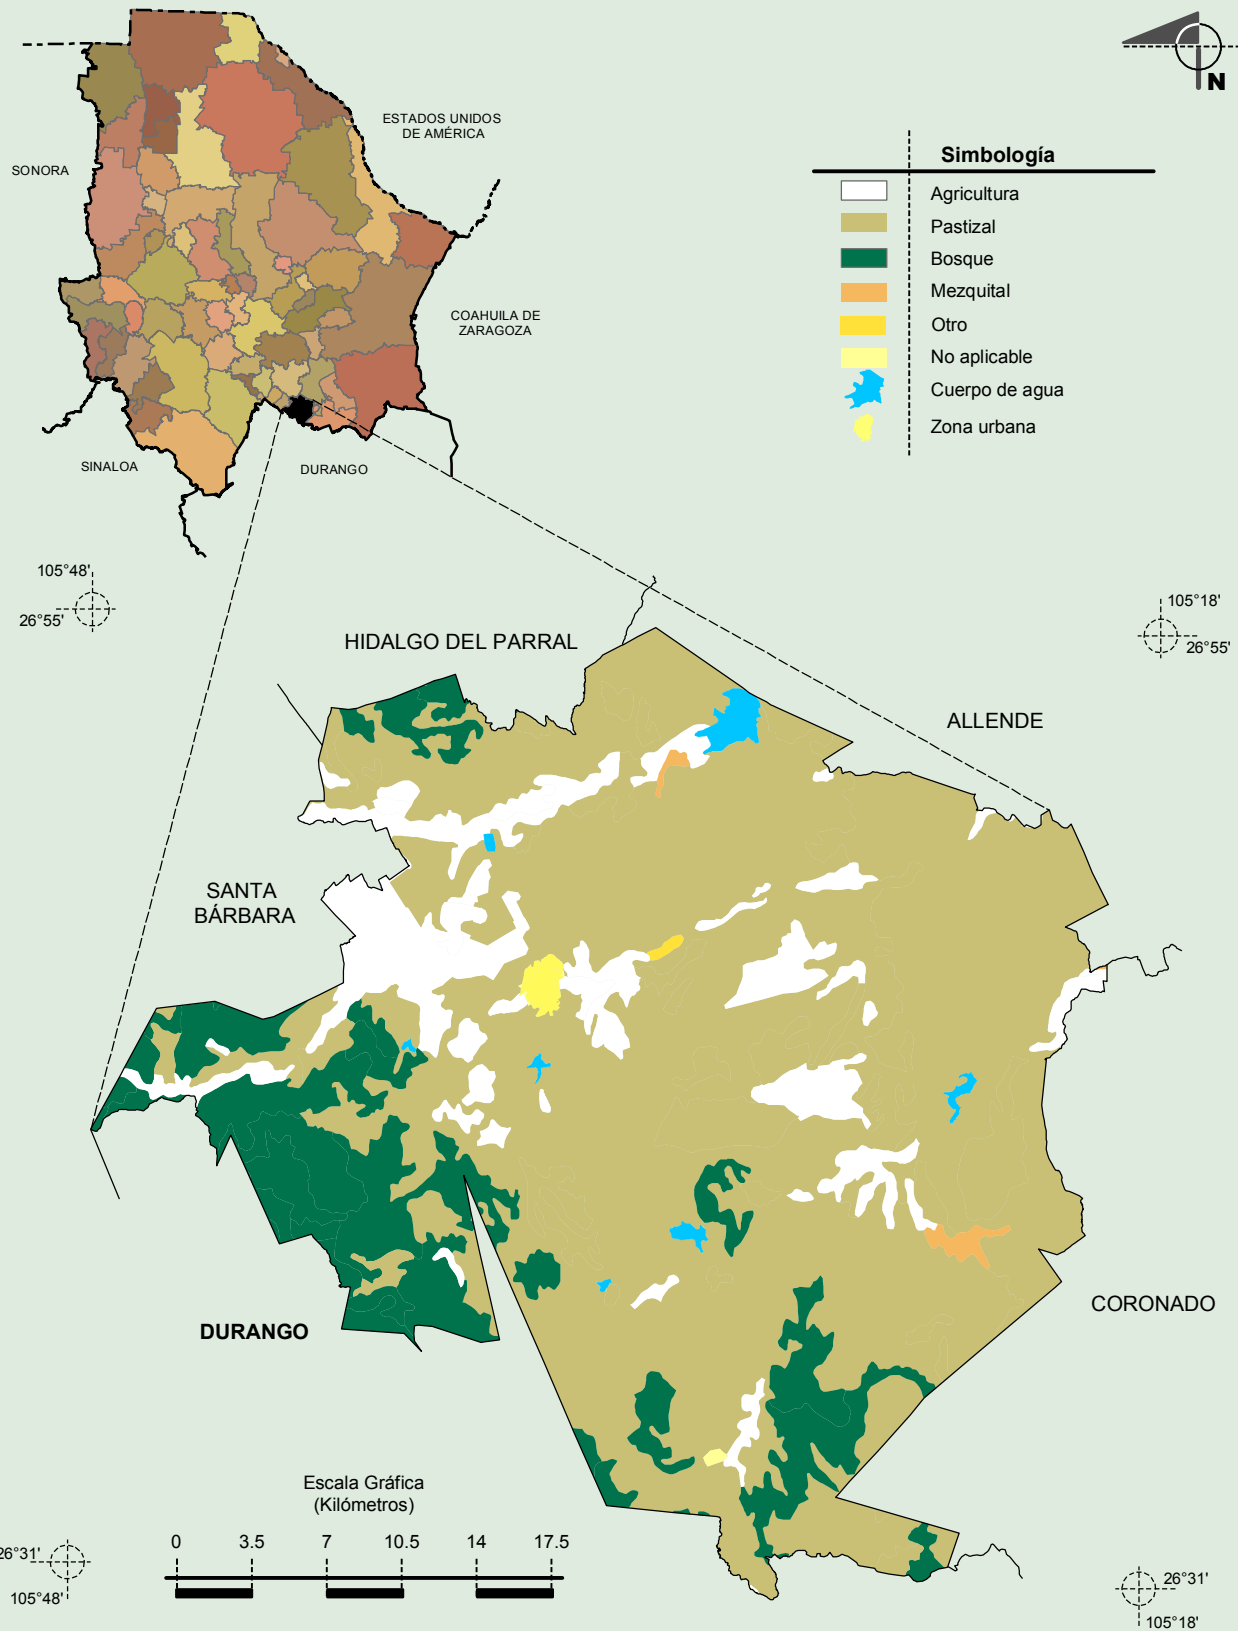 N
ESTADOS UNIDOS
DE AMÉRICA
SONORA
COAHUILA DE
ZARAGOZA
SINALOA
DURANGO
Simbología
Agricultura
Pastizal
Bosque
Mezquital
Otro
No aplicable
Cuerpo de agua
Zona urbana
105°48'
26°55'
105°18'
26°55'
HIDALGO DEL PARRAL
ALLENDE
SANTA
BÁRBARA
CORONADO
DURANGO
Escala Gráfica
(Kilómetros)
0 3.5 7 10.5 14 17.5
26°31'
105°48'
26°31'
105°18'